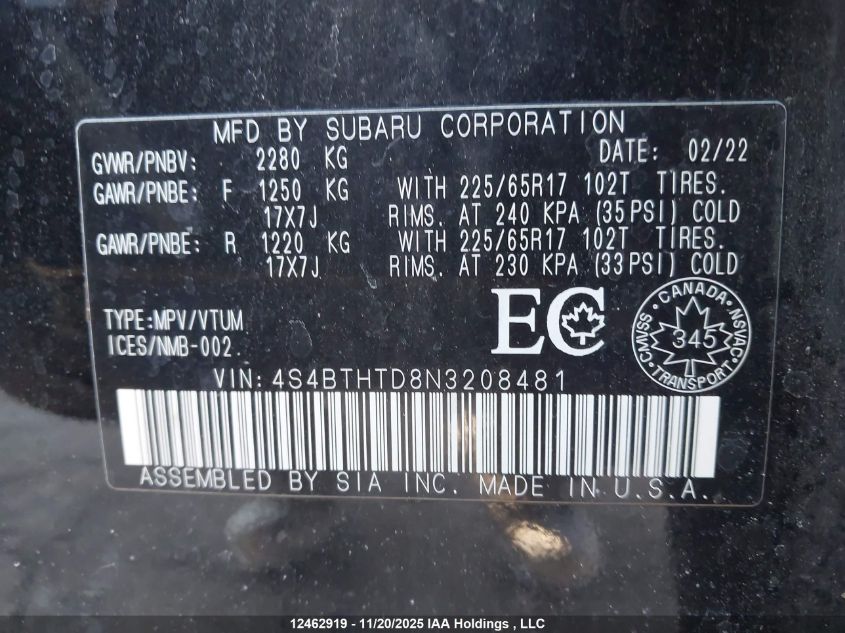 MFD BY SUBARU CORPORATION
GVWR/PNBV: 2280 KG DATE: 02/22
GAWR/PNBE: F 1250 KG WITH 225/65R17 102T TIRES.
17X7J RIMS. AT 240 KPA (35PSI) COLD
GAWR/PNBE: R 1220 KG WITH 225/65R17 102T TIRES.
17X7J RIMS. AT 230 KPA (33PSI) COLD
TYPE:MPV/VTUM
ICES/NMB-002
EC
CANADA
CMVSS 345 NSVAC
TRANSPORT
VIN: 4S4BTHTD8N3208481
ASSEMBLED BY SIA INC. MADE IN U.S.A.
12462919 - 11/20/2025 IAA Holdings , LLC